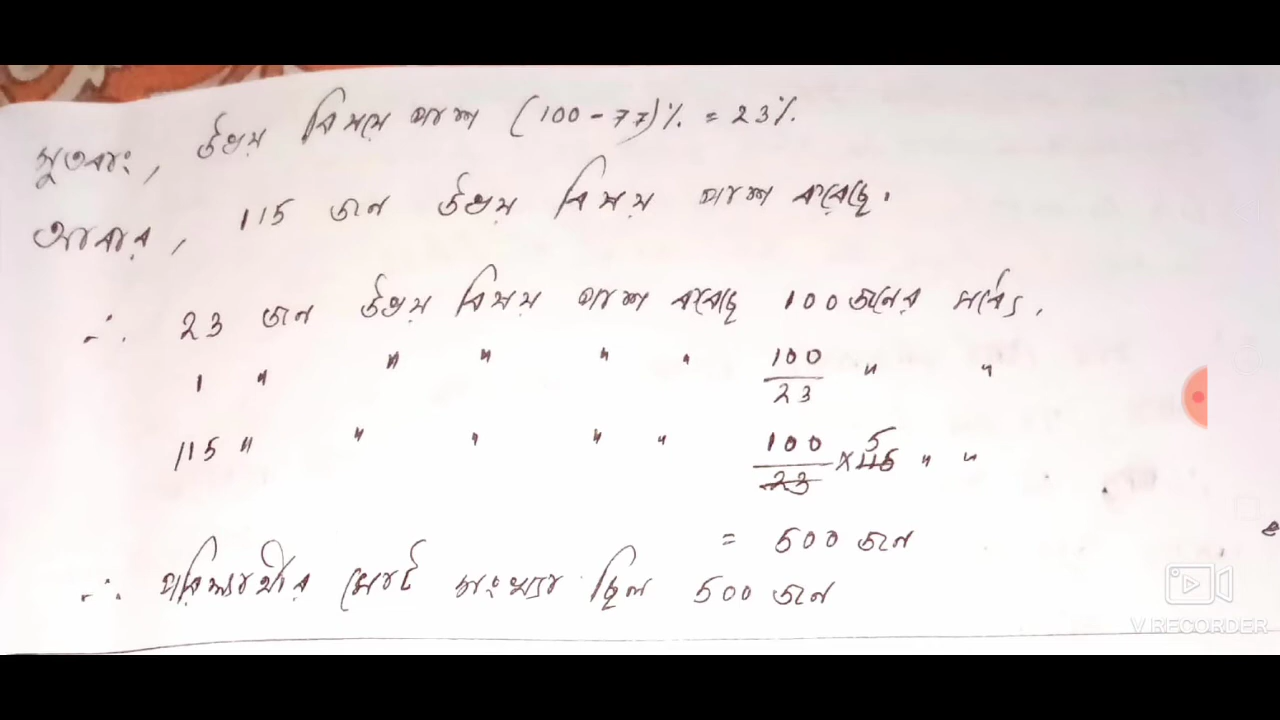 সুতরাং, উভয় বিষয়ে পাশ (100-77)% = 23%.
আবার, 115 জন উভয় বিষয় পাশ করেছে.
∴ 23 জন উভয় বিষয় পাশ করেছে 100 জনের মধ্যে,
1 " " " " " 100/23 " "
115 " " " " " 100/23 × 115 5 " "
= 500 জন
∴ পরিক্ষার্থীর মোট সংখ্যা ছিল 500 জন
V RECORDER